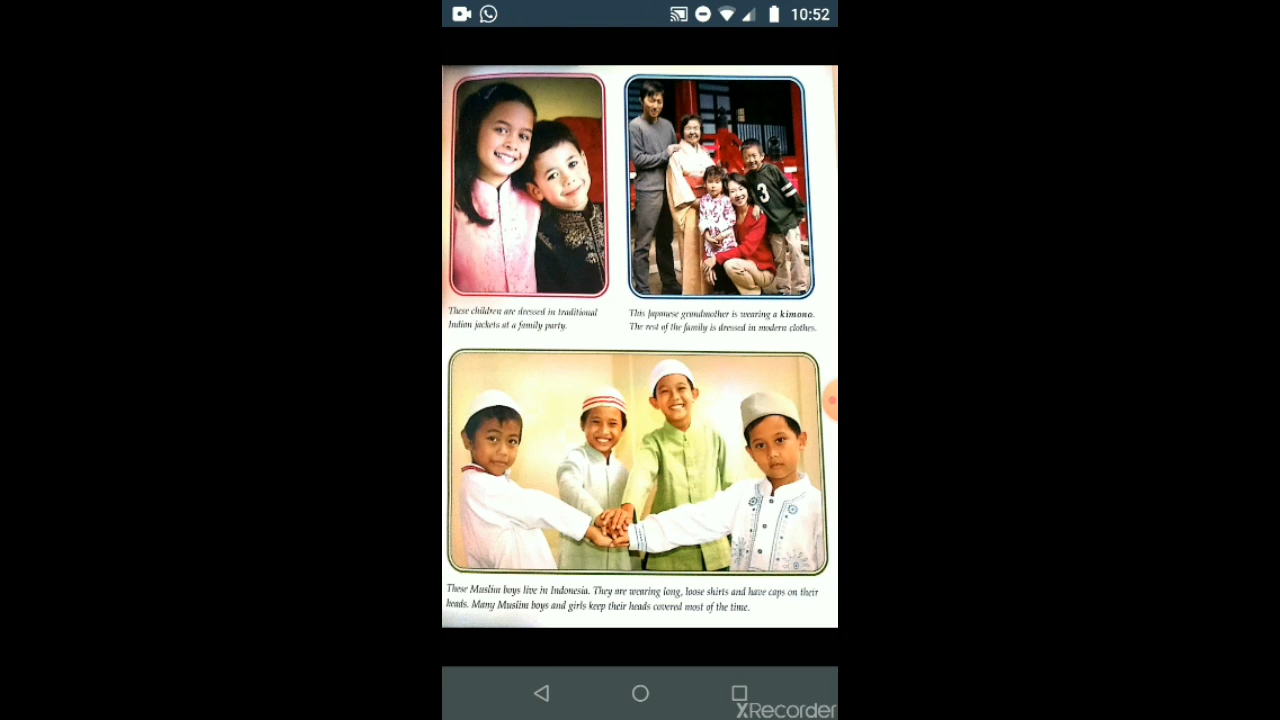 10:52
3
These children are dressed in traditional
Indian jackets at a family party.
This Japanese grandmother is wearing a kimono.
The rest of the family is dressed in modern clothes.
These Muslim boys live in Indonesia. They are wearing long, loose shirts and have caps on their
heads. Many Muslim boys and girls keep their heads covered most of the time.
XRecorder